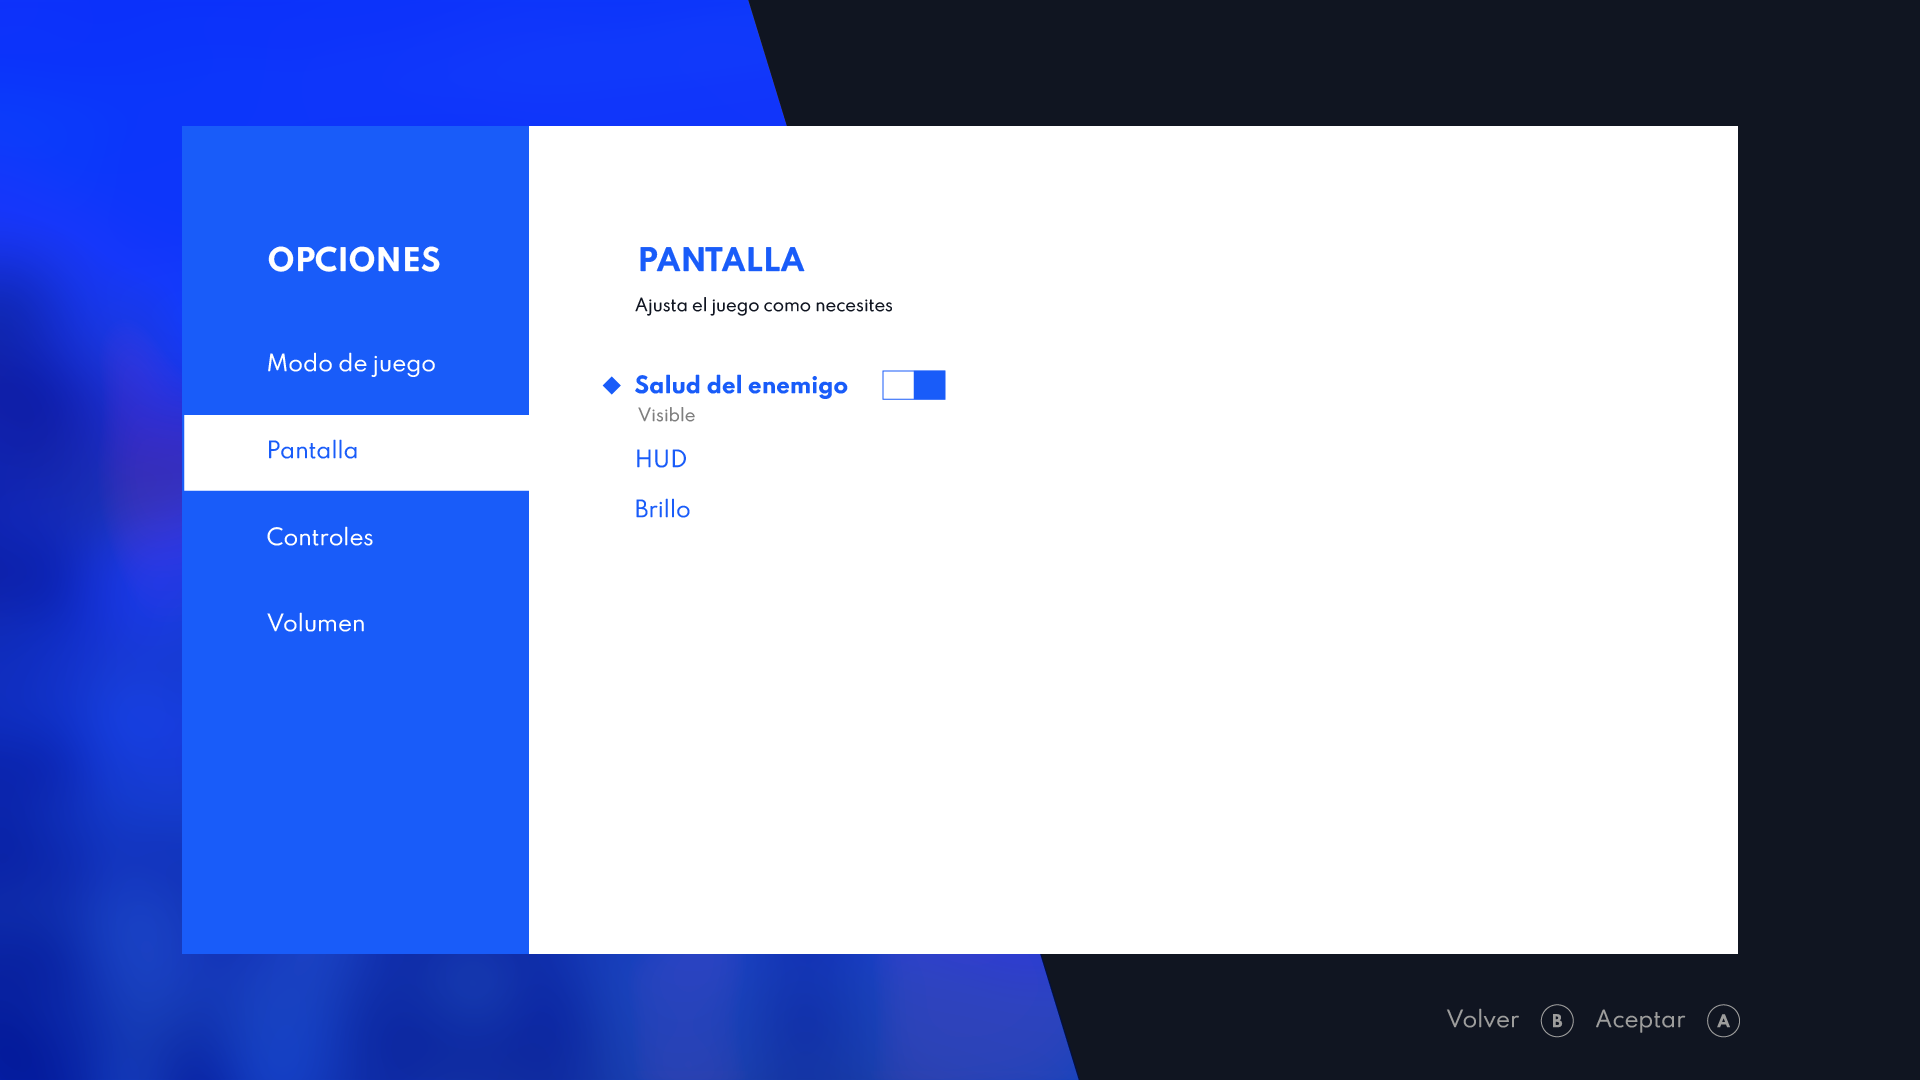 OPCIONES
Modo de juego
Pantalla
Controles
Volumen
PANTALLA
Ajusta el juego como necesites
Salud del enemigo
Visible
HUD
Brillo
Volver B Aceptar A